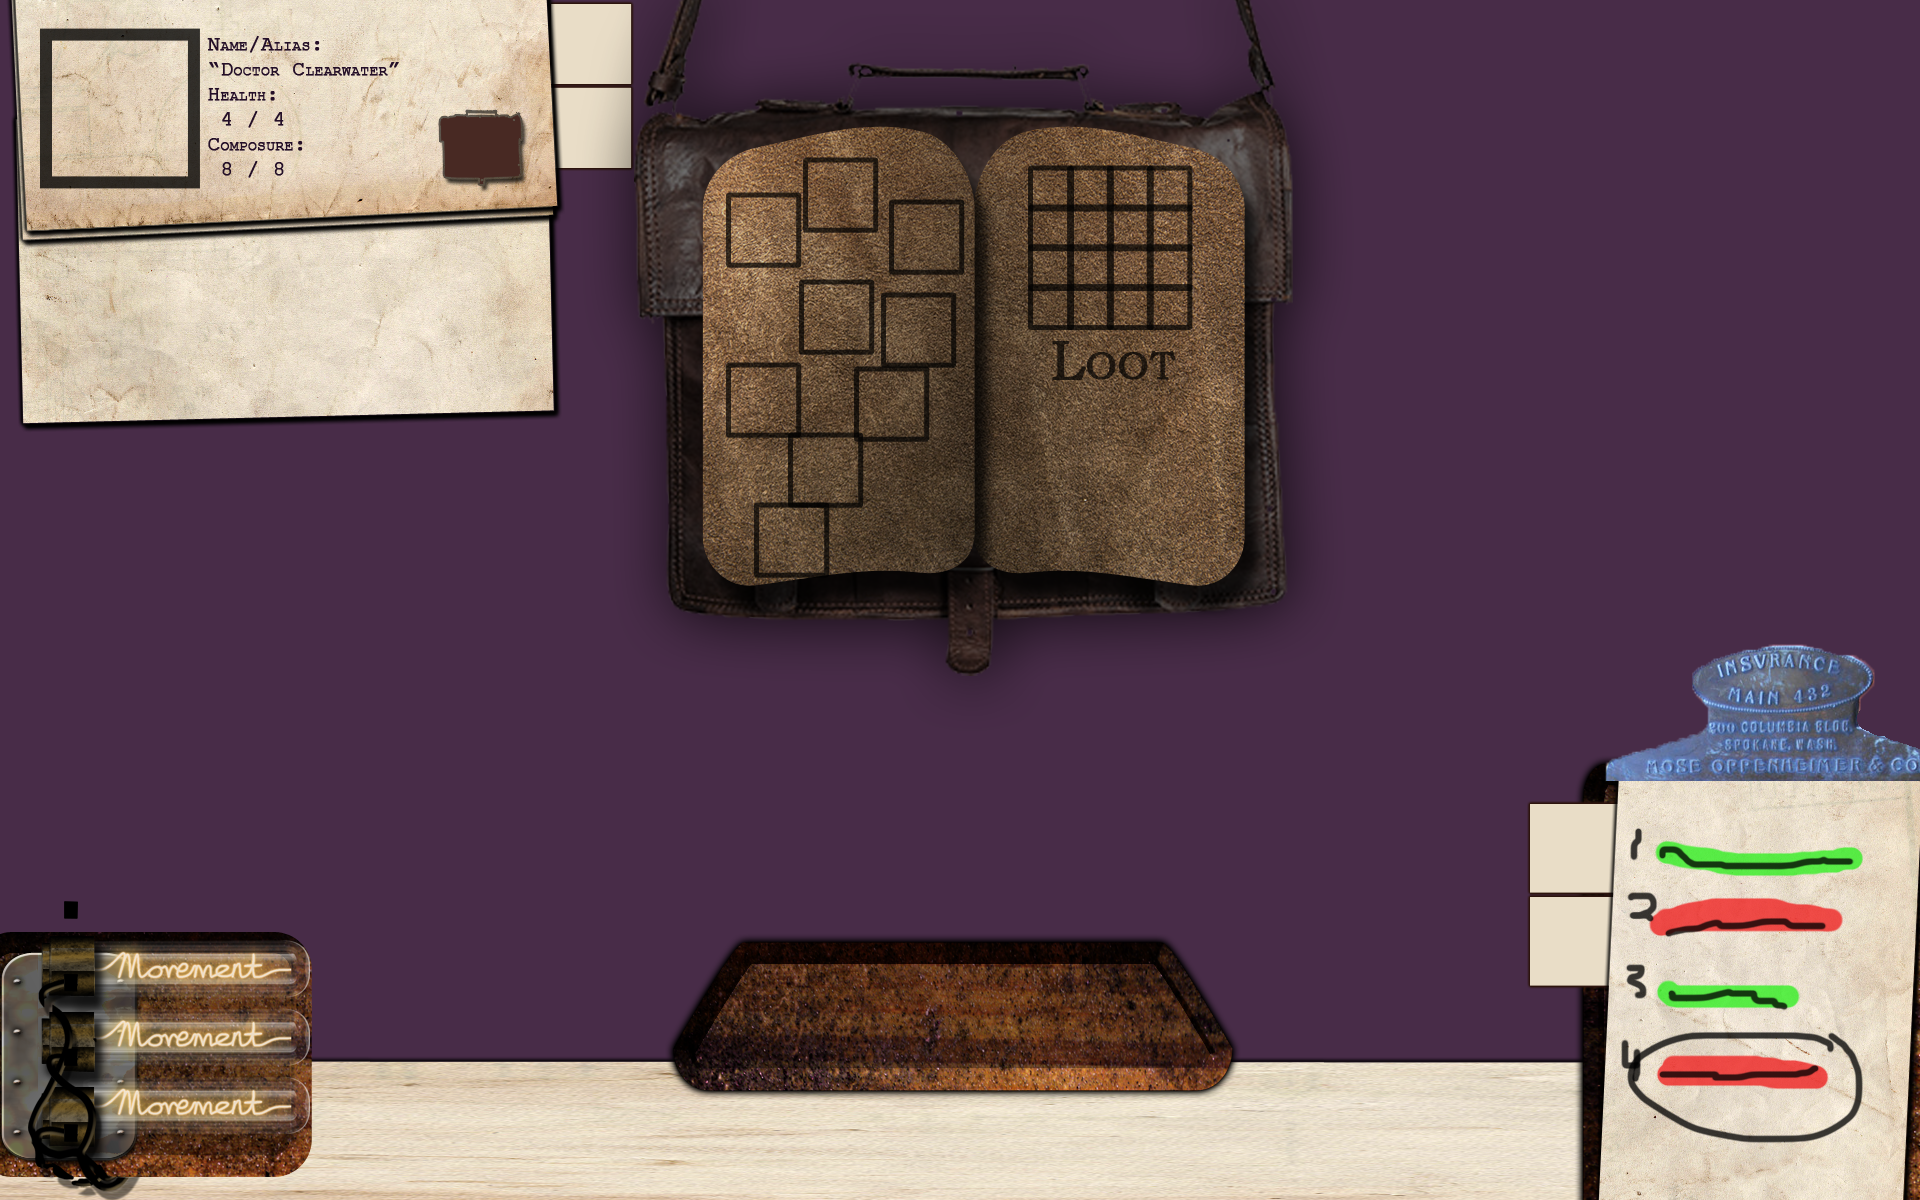 Name/Alias:
“Doctor Clearwater”
Health:
4 / 4
Composure:
8 / 8
Loot
INSVRANCE
MAIN 432
200 COLUMBIA BLDG.
SPOKANE, WASH.
MOSE OPPENHEIMER & CO
1
2
3
4
Movement
Movement
Movement